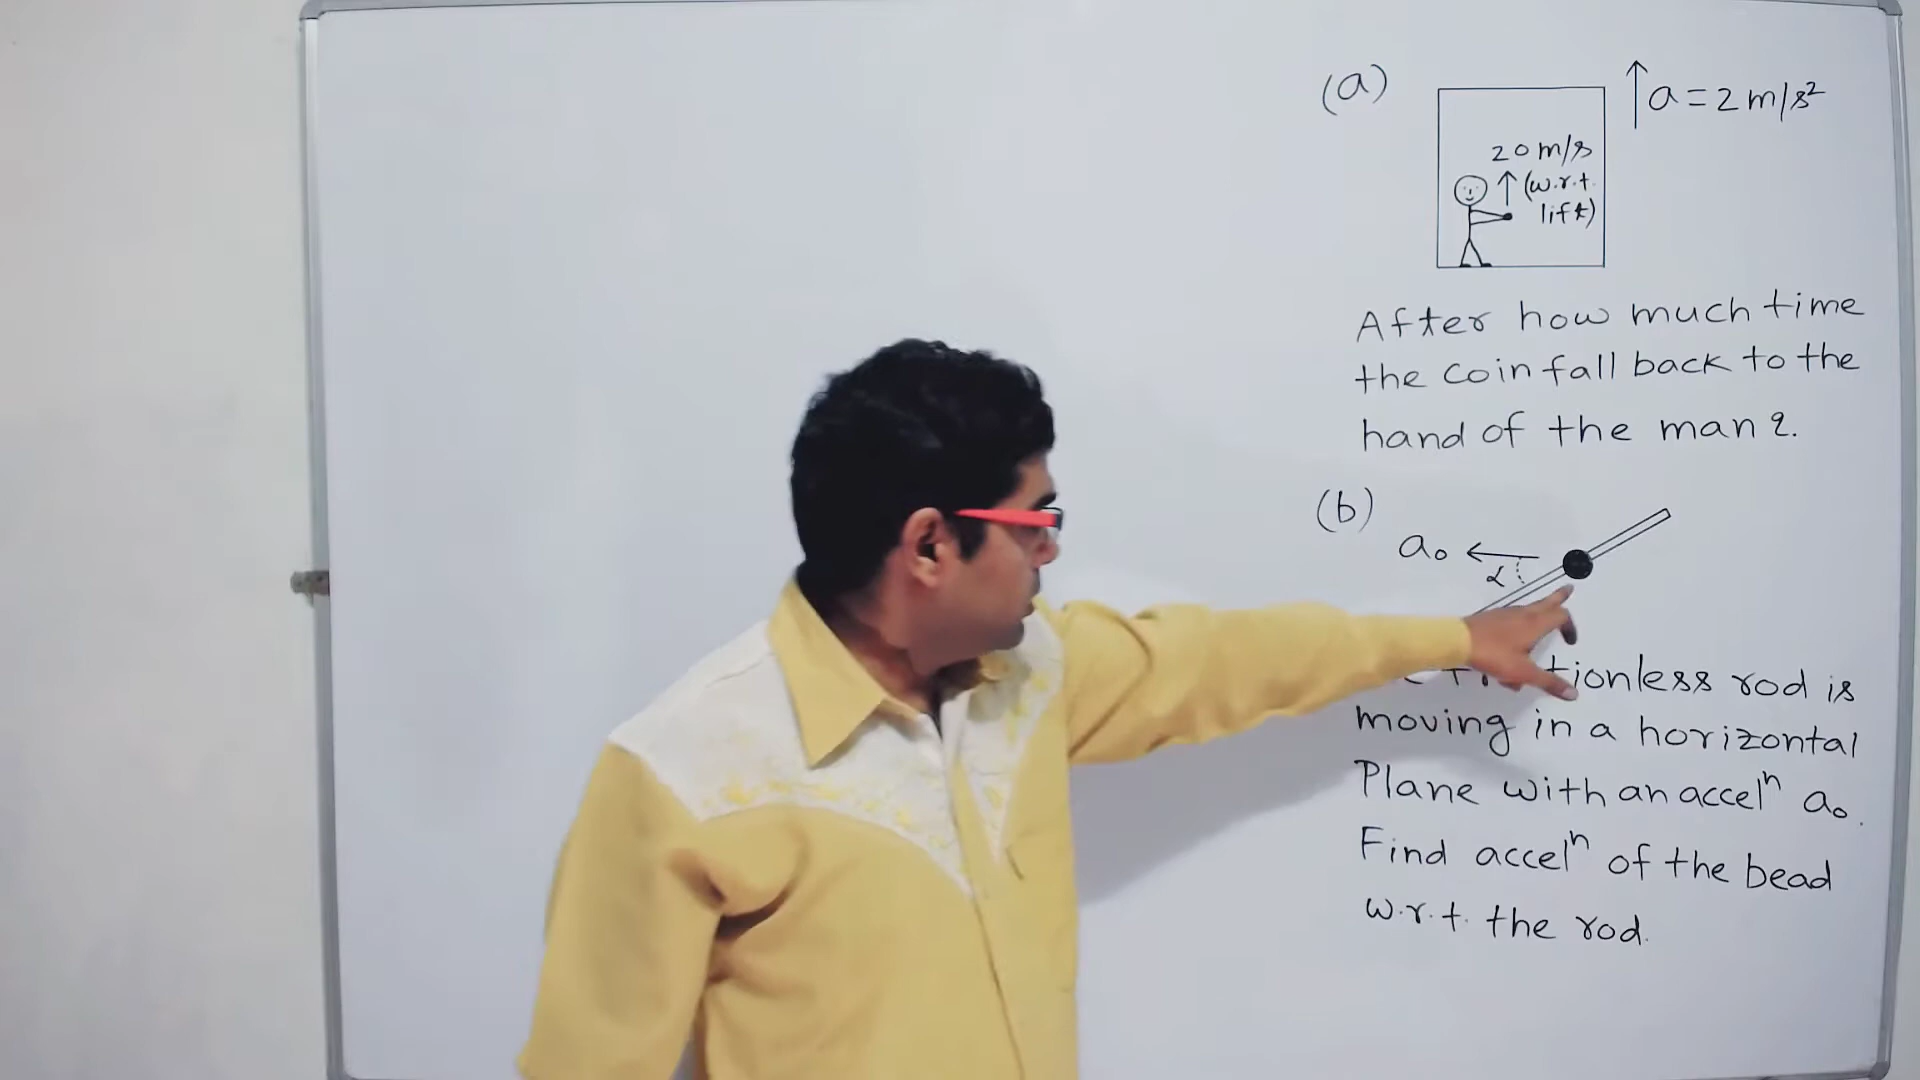 (a)
↑ a = 2 m/s²
20 m/s
↑ (w.r.t.
lift)
After how much time
the coin fall back to the
hand of the man ?.
(b)
a₀ ←
α
rod is
moving in a horizontal
Plane with an accelⁿ a₀.
Find accelⁿ of the bead
w.r.t. the rod.